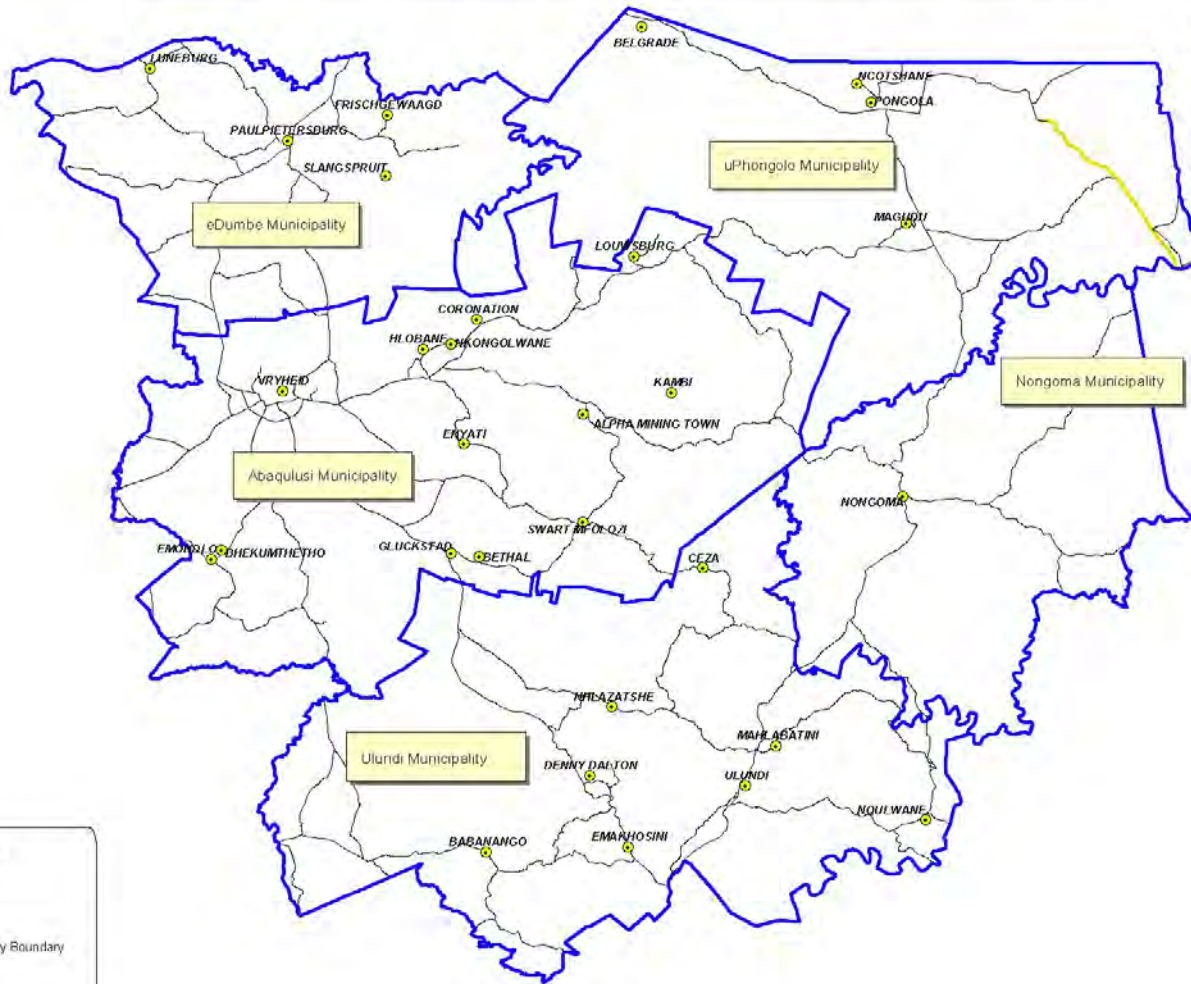 BELGRADE
LUNEBURG
NCOTSHANE
PONGOLA
FRISCHGEWAAGD
PAULPIETERSBURG
SLANGSPRUIT
uPhongolo Municipality
eDumbe Municipality
MAGUDU
LOUWSBURG
CORONATION
HLOBANE
NKONGOLWANE
VRYHEID
KAMBI
Nongoma Municipality
ALPHA MINING TOWN
ENYATI
Abaqulusi Municipality
NONGOMA
SWART MFOLOZI
EMONDLO
BHEKUMTHETHO
GLUCKSTAD
BETHAL
CEZA
NHLAZATSHE
MAHLABATINI
Ulundi Municipality
DENNY DALTON
ULUNDI
NQULWANE
BABANANGO
EMAKHOSINI
y Boundary